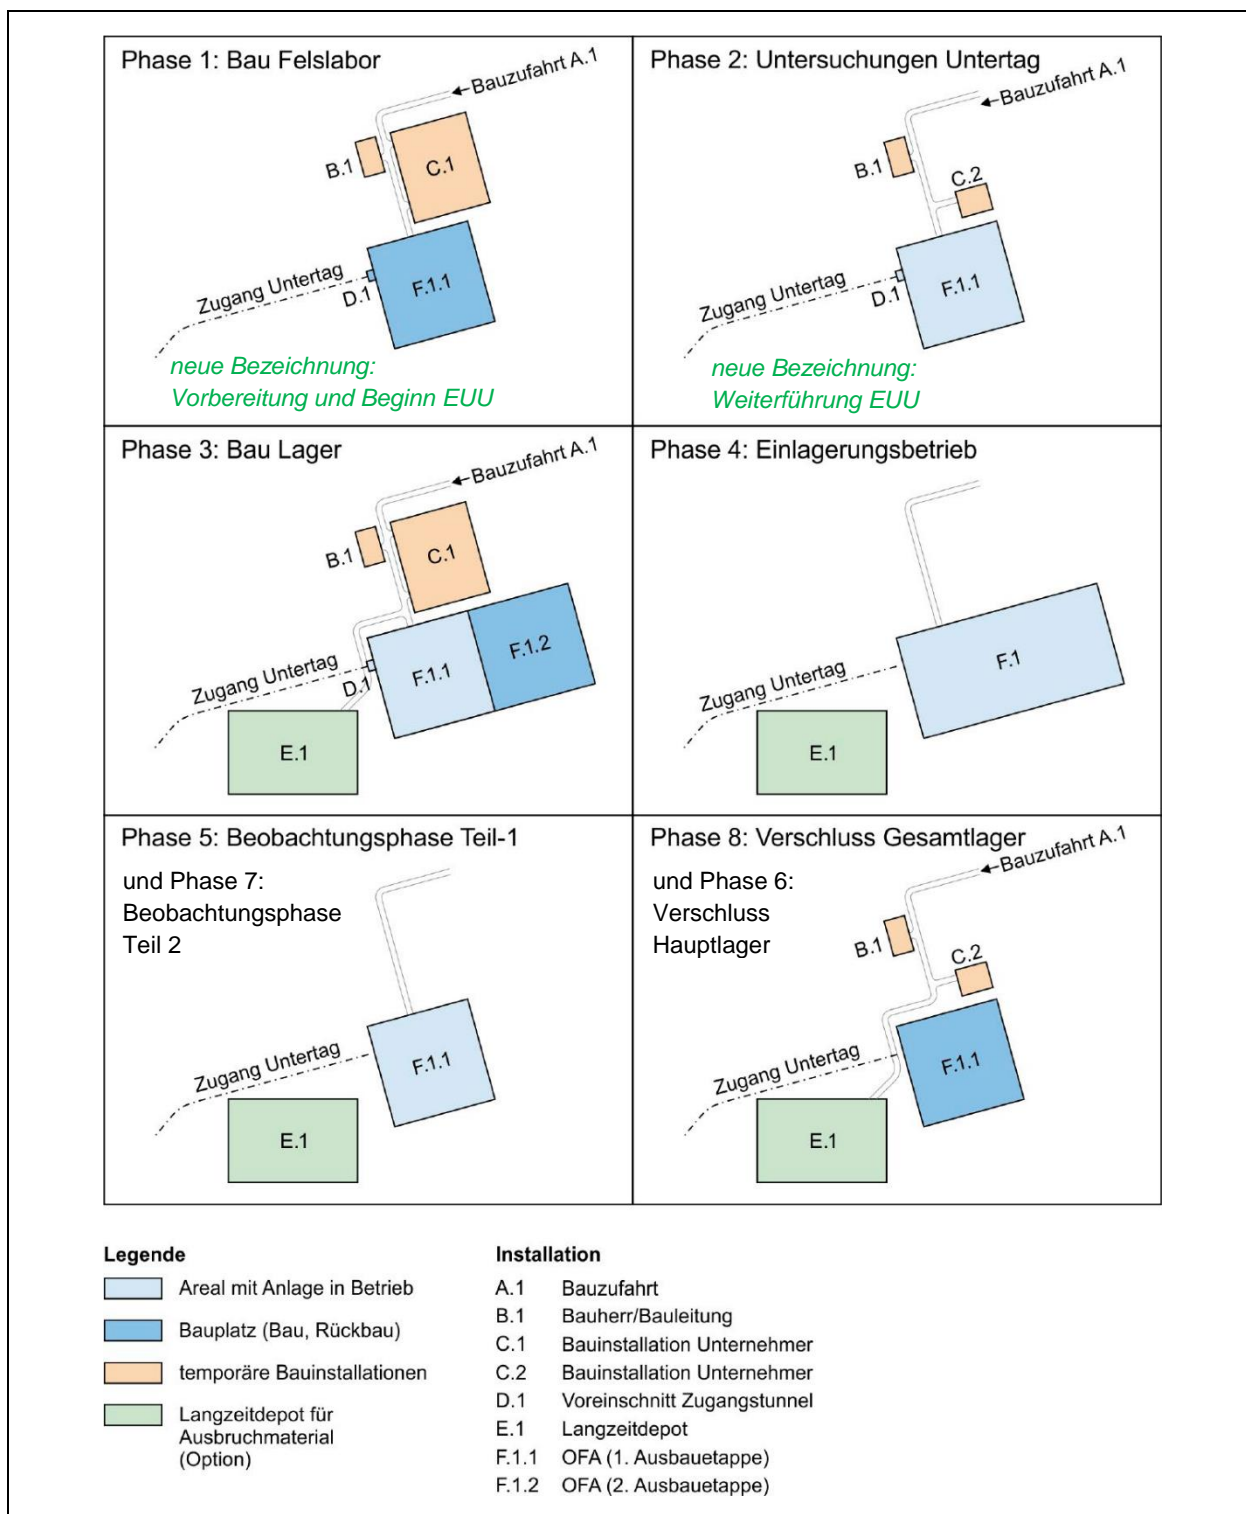 Phase 1: Bau Felslabor
Bauzufahrt A.1
B.1
C.1
Zugang Untertag
D.1
F.1.1
neue Bezeichnung:
Vorbereitung und Beginn EUU
Phase 2: Untersuchungen Untertag
Bauzufahrt A.1
B.1
C.2
Zugang Untertag
D.1
F.1.1
neue Bezeichnung:
Weiterführung EUU
Phase 3: Bau Lager
Bauzufahrt A.1
B.1
C.1
F.1.2
Zugang Untertag
D.1
F.1.1
E.1
Phase 4: Einlagerungsbetrieb
F.1
Zugang Untertag
E.1
Phase 5: Beobachtungsphase Teil-1
und Phase 7:
Beobachtungsphase
Teil 2
Zugang Untertag
F.1.1
E.1
Phase 8: Verschluss Gesamtlager
Bauzufahrt A.1
und Phase 6:
Verschluss
Hauptlager
B.1
C.2
Zugang Untertag
F.1.1
E.1
Legende
Areal mit Anlage in Betrieb
Bauplatz (Bau, Rückbau)
temporäre Bauinstallationen
Langzeitdepot für
Ausbruchmaterial
(Option)
Installation
A.1 Bauzufahrt
B.1 Bauherr/Bauleitung
C.1 Bauinstallation Unternehmer
C.2 Bauinstallation Unternehmer
D.1 Voreinschnitt Zugangstunnel
E.1 Langzeitdepot
F.1.1 OFA (1. Ausbauetappe)
F.1.2 OFA (2. Ausbauetappe)